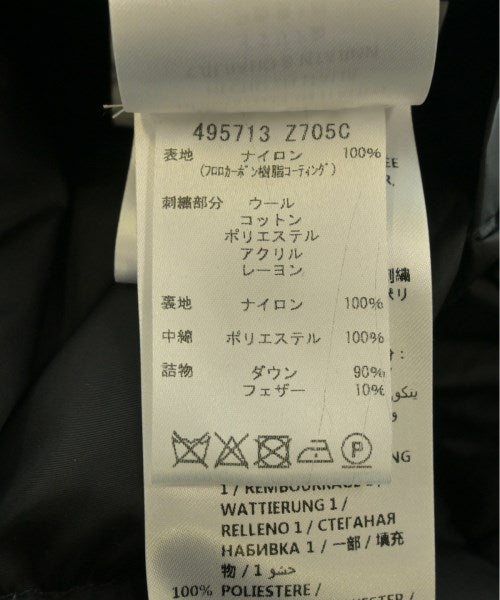 495713 Z705C
表地 ナイロン 100%
(フロロカーボン樹脂コーティング)
刺繍部分 ウール
コットン
ポリエステル
アクリル
レーヨン
裏地 ナイロン 100%
中綿 ポリエステル 100%
詰物 ダウン 90%
フェザー 10%
P
1 / REMBOURRAGE
WATTIERUNG 1 /
RELLENO 1 / СТЕГАНАЯ
НАБИВКА 1 / 一部 / 填充
物 / 1 حشو /
100% POLIESTERE /